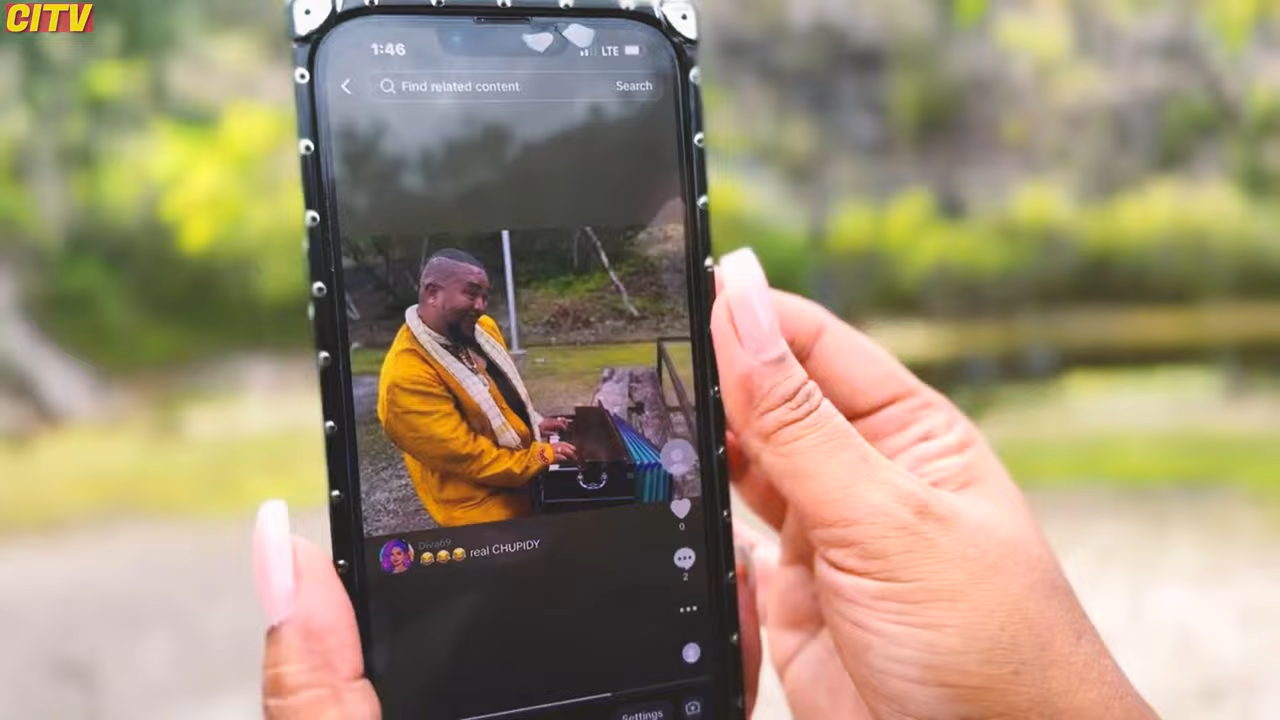 CITV
1:46
LTE
Find related content
Search
Diva69
😂😂😂 real CHUPIDY
0
2
Settings